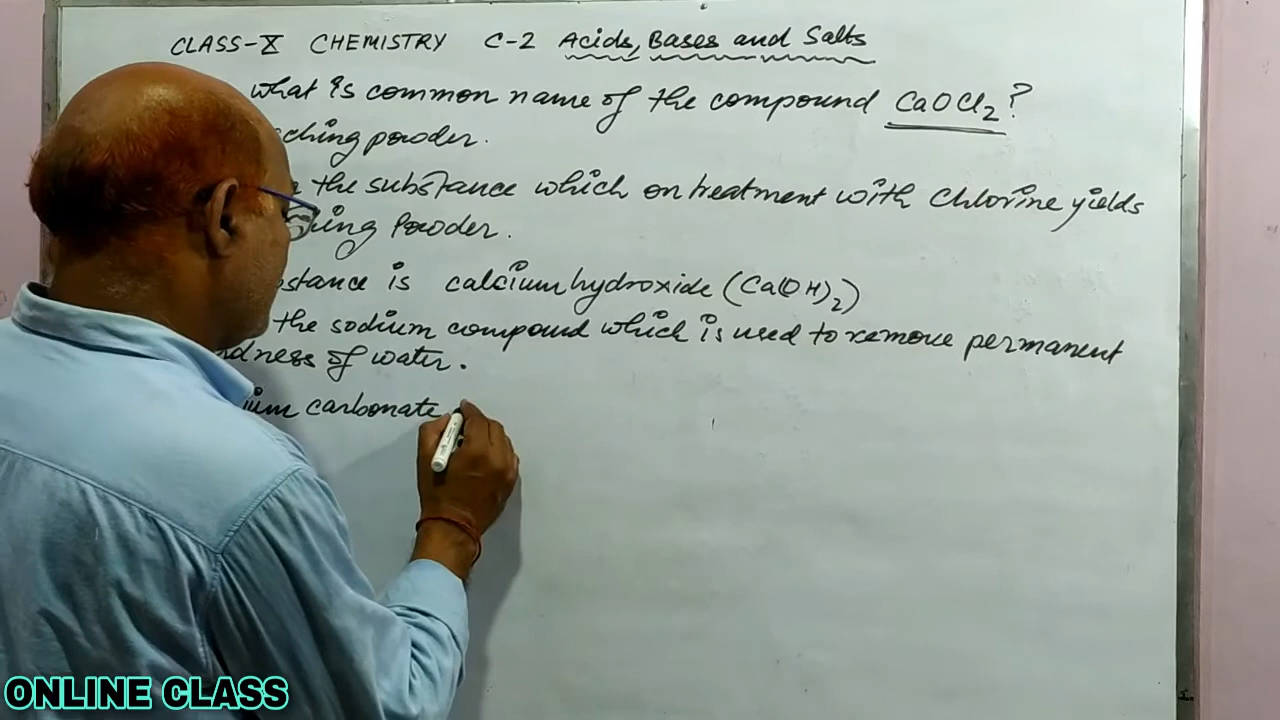 CLASS-X CHEMISTRY C-2 Acids, Bases and Salts
what is common name of the compound CaOCl2?
ching powder.
the substance which on treatment with chlorine yields
ing Powder.
stance is calcium hydroxide (Ca(OH)2)
the sodium compound which is used to remove permanent
dness of water.
ium carbonate
ONLINE CLASS